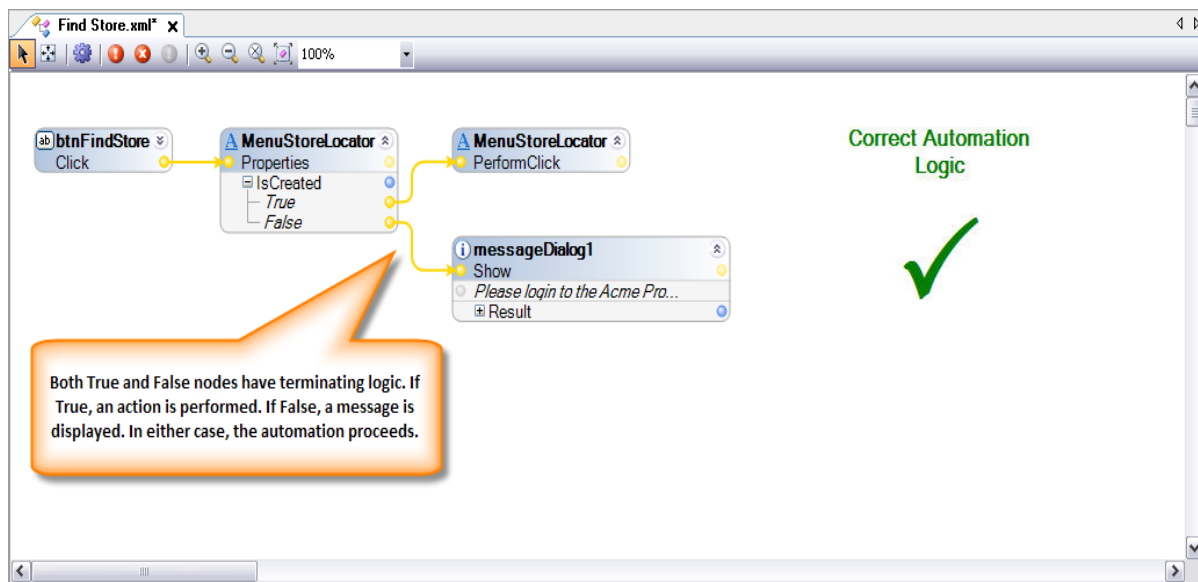 Find Store.xml*
100%
ab btnFindStore
Click
A MenuStoreLocator
Properties
IsCreated
True
False
A MenuStoreLocator
PerformClick
i messageDialog1
Show
Please login to the Acme Pro...
Result
Correct Automation
Logic
Both True and False nodes have terminating logic. If
True, an action is performed. If False, a message is
displayed. In either case, the automation proceeds.